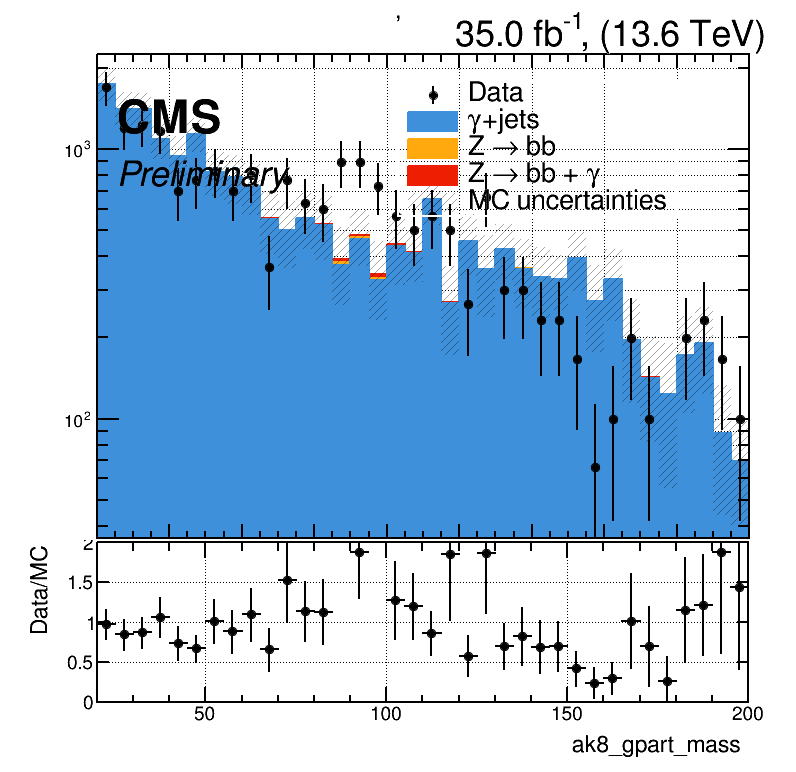 ,
35.0 fb-1, (13.6 TeV)
CMS
Preliminary
Data
γ+jets
Z → bb
Z → bb + γ
MC uncertainties
10³
10²
Data/MC
2
1.5
1
0.5
0
50
100
150
200
ak8_gpart_mass